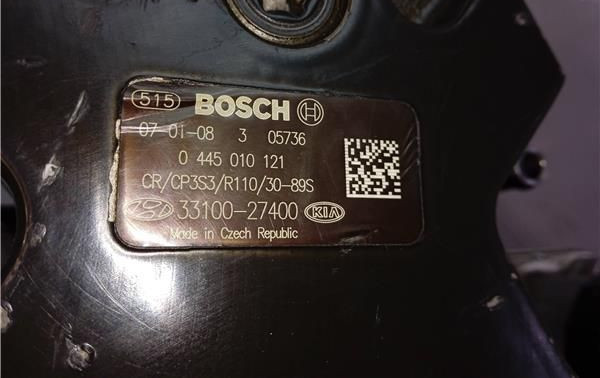 515 BOSCH
07-01-08 3 05736
0 445 010 121
CR/CP3S3/R110/30-89S
33100-27400 KIA
Made in Czech Republic